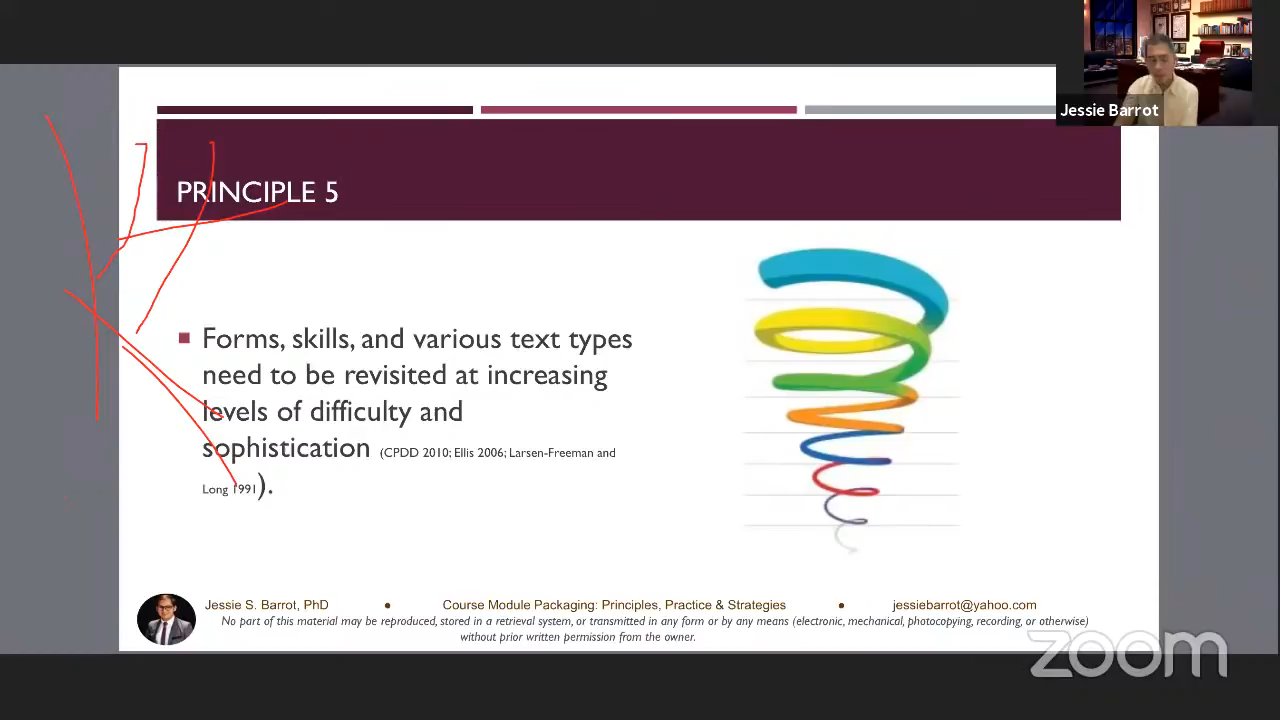 Jessie Barrot
PRINCIPLE 5
Forms, skills, and various text types
need to be revisited at increasing
levels of difficulty and
sophistication (CPDD 2010; Ellis 2006; Larsen-Freeman and
Long 1991).
Jessie S. Barrot, PhD ● Course Module Packaging: Principles, Practice & Strategies ● jessiebarrot@yahoo.com
No part of this material may be reproduced, stored in a retrieval system, or transmitted in any form or by any means (electronic, mechanical, photocopying, recording, or otherwise)
without prior written permission from the owner.
zoom